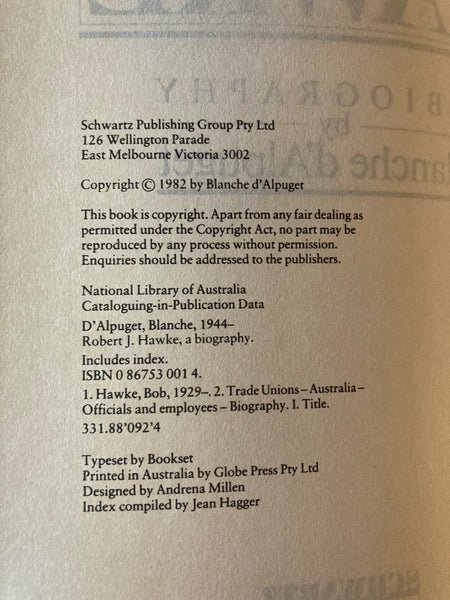 Schwartz Publishing Group Pty Ltd
126 Wellington Parade
East Melbourne Victoria 3002
Copyright © 1982 by Blanche d'Alpuget
This book is copyright. Apart from any fair dealing as
permitted under the Copyright Act, no part may be
reproduced by any process without permission.
Enquiries should be addressed to the publishers.
National Library of Australia
Cataloguing-in-Publication Data
D'Alpuget, Blanche, 1944–
Robert J. Hawke, a biography.
Includes index.
ISBN 0 86753 001 4.
1. Hawke, Bob, 1929–. 2. Trade Unions – Australia –
Officials and employees – Biography. I. Title.
331.88'092'4
Typeset by Bookset
Printed in Australia by Globe Press Pty Ltd
Designed by Andrena Millen
Index compiled by Jean Hagger